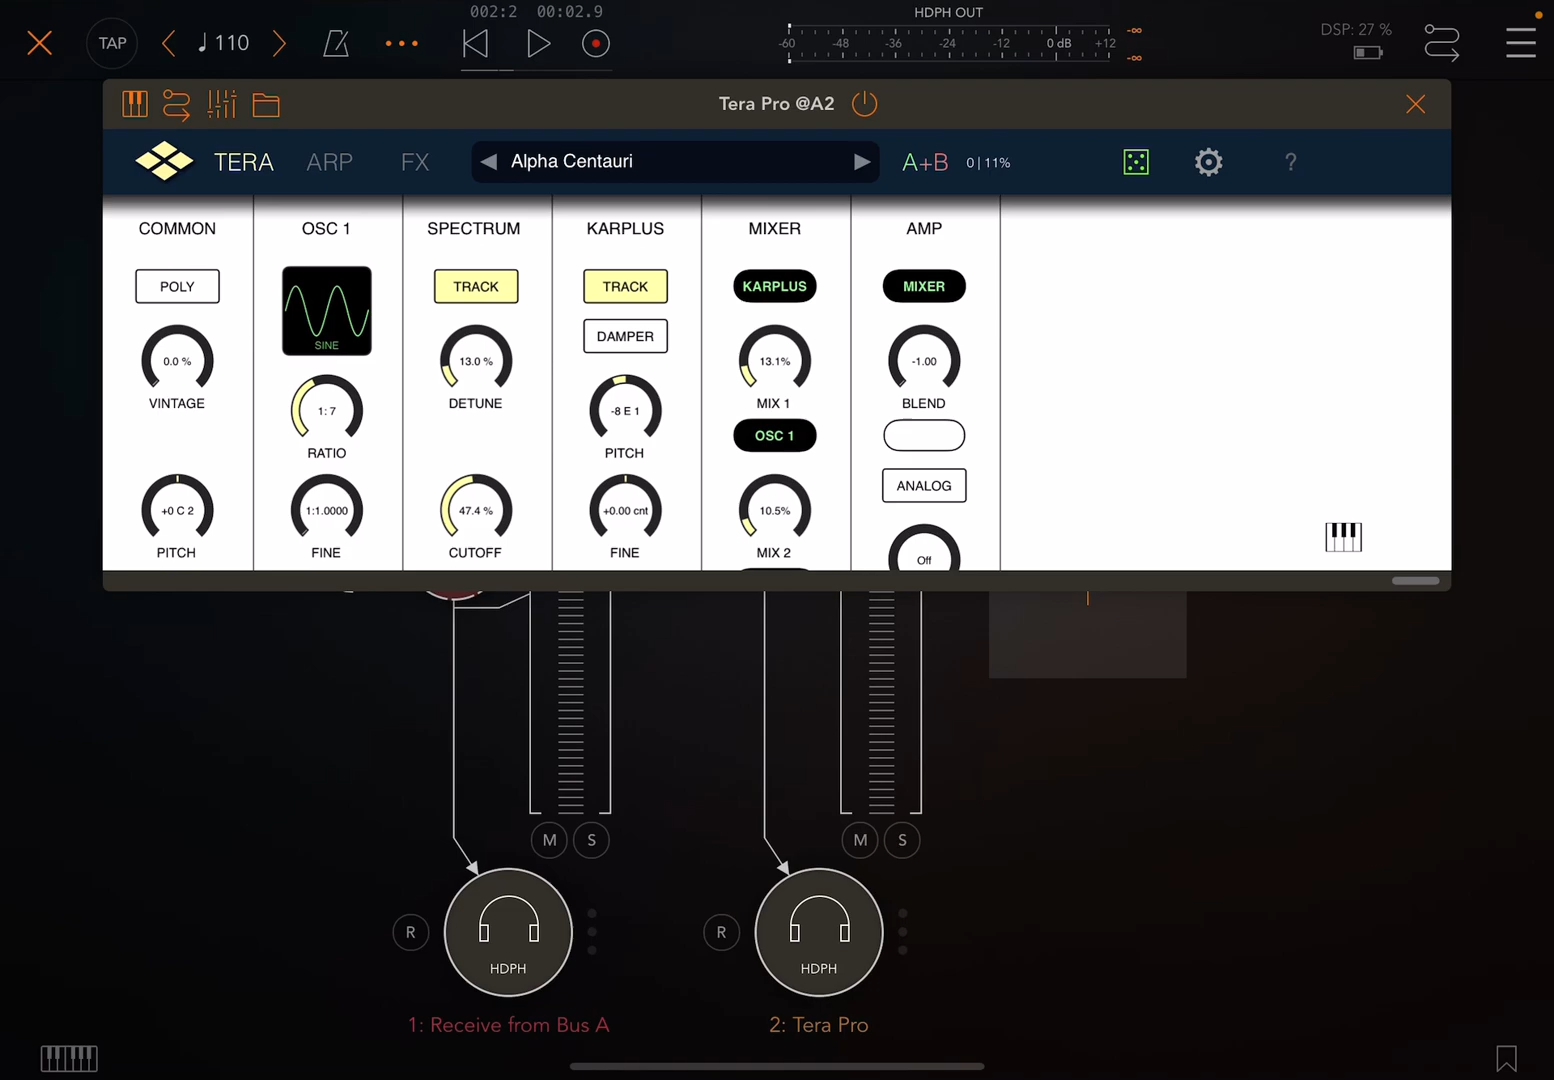 002:2 00:02.9
HDPH OUT
TAP
♩ 110
-60 -48 -36 -24 -12 0 dB +12
-∞
-∞
DSP: 27 %
Tera Pro @A2
TERA ARP FX
Alpha Centauri
A+B 0|11%
?
COMMON
POLY
0.0 %
VINTAGE
+0 C 2
PITCH
OSC 1
SINE
1: 7
RATIO
1:1.0000
FINE
SPECTRUM
TRACK
13.0 %
DETUNE
47.4 %
CUTOFF
KARPLUS
TRACK
DAMPER
-8 E 1
PITCH
+0.00 cnt
FINE
MIXER
KARPLUS
13.1%
MIX 1
OSC 1
10.5%
MIX 2
AMP
MIXER
-1.00
BLEND
ANALOG
Off
M S
M S
R
HDPH
R
HDPH
1: Receive from Bus A
2: Tera Pro